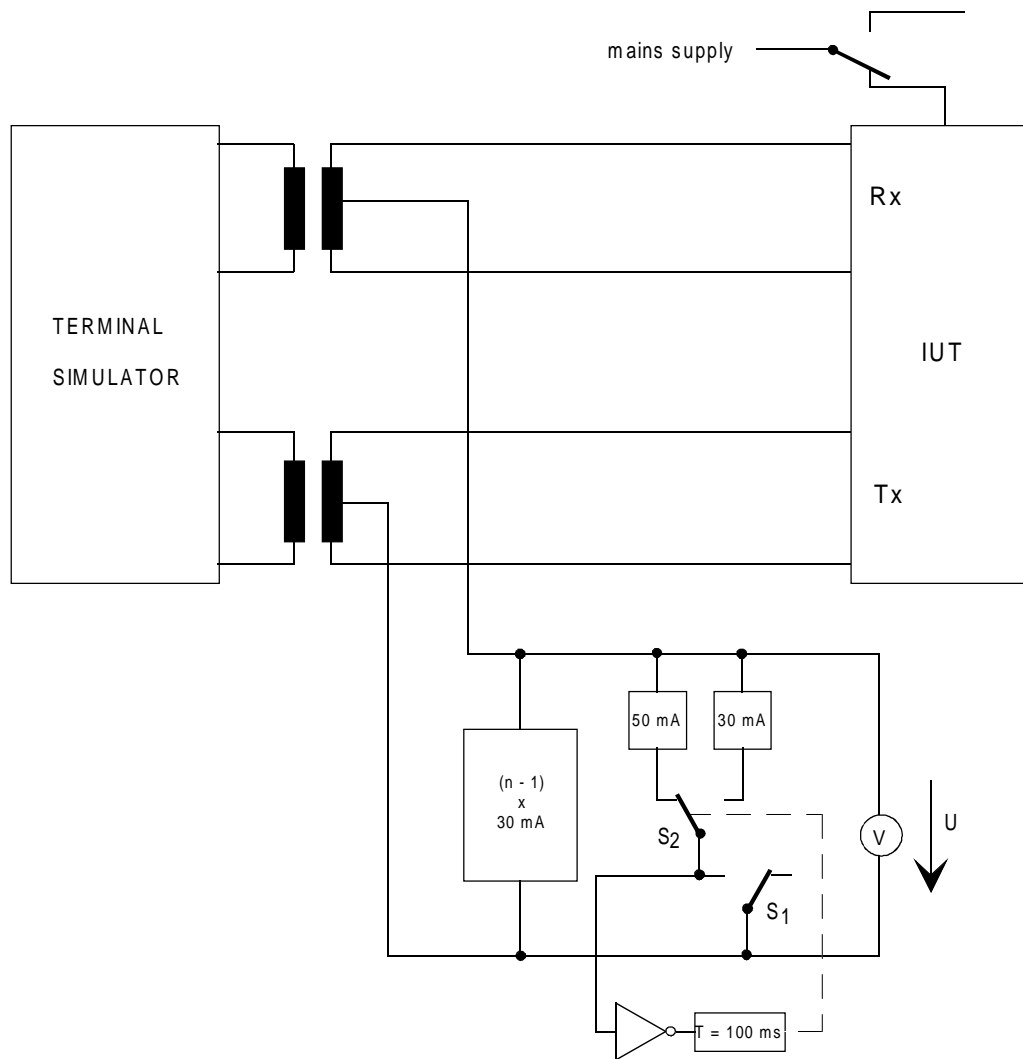 mains supply
Rx
TERMINAL
SIMULATOR
IUT
Tx
50 mA
30 mA
(n - 1)
x
30 mA
S2
U
V
S1
T = 100 ms